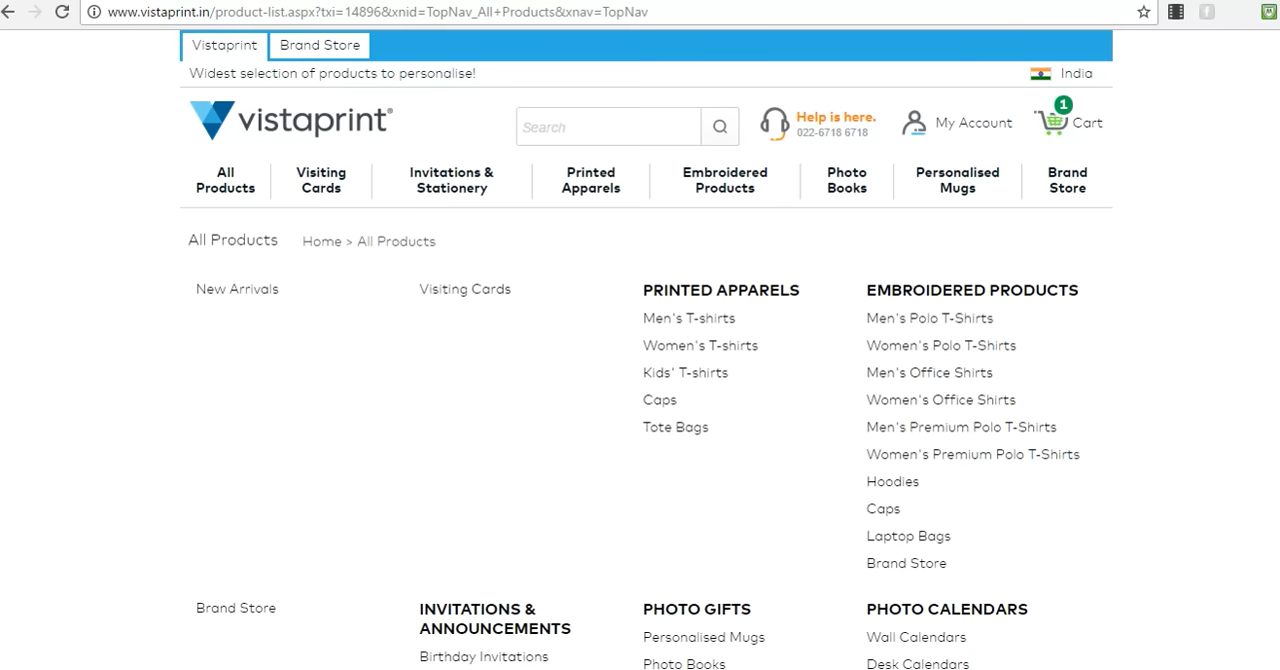 www.vistaprint.in/product-list.aspx?txi=14896&xnid=TopNav_All+Products&xnav=TopNav
Vistaprint
Brand Store
Widest selection of products to personalise!
India
vistaprint®
Search
Help is here.
022-6718 6718
My Account
1
Cart
All
Products
Visiting
Cards
Invitations &
Stationery
Printed
Apparels
Embroidered
Products
Photo
Books
Personalised
Mugs
Brand
Store
All Products
Home > All Products
New Arrivals
Visiting Cards
PRINTED APPARELS
Men's T-shirts
Women's T-shirts
Kids' T-shirts
Caps
Tote Bags
EMBROIDERED PRODUCTS
Men's Polo T-Shirts
Women's Polo T-Shirts
Men's Office Shirts
Women's Office Shirts
Men's Premium Polo T-Shirts
Women's Premium Polo T-Shirts
Hoodies
Caps
Laptop Bags
Brand Store
Brand Store
INVITATIONS &
ANNOUNCEMENTS
Birthday Invitations
PHOTO GIFTS
Personalised Mugs
Photo Books
PHOTO CALENDARS
Wall Calendars
Desk Calendars